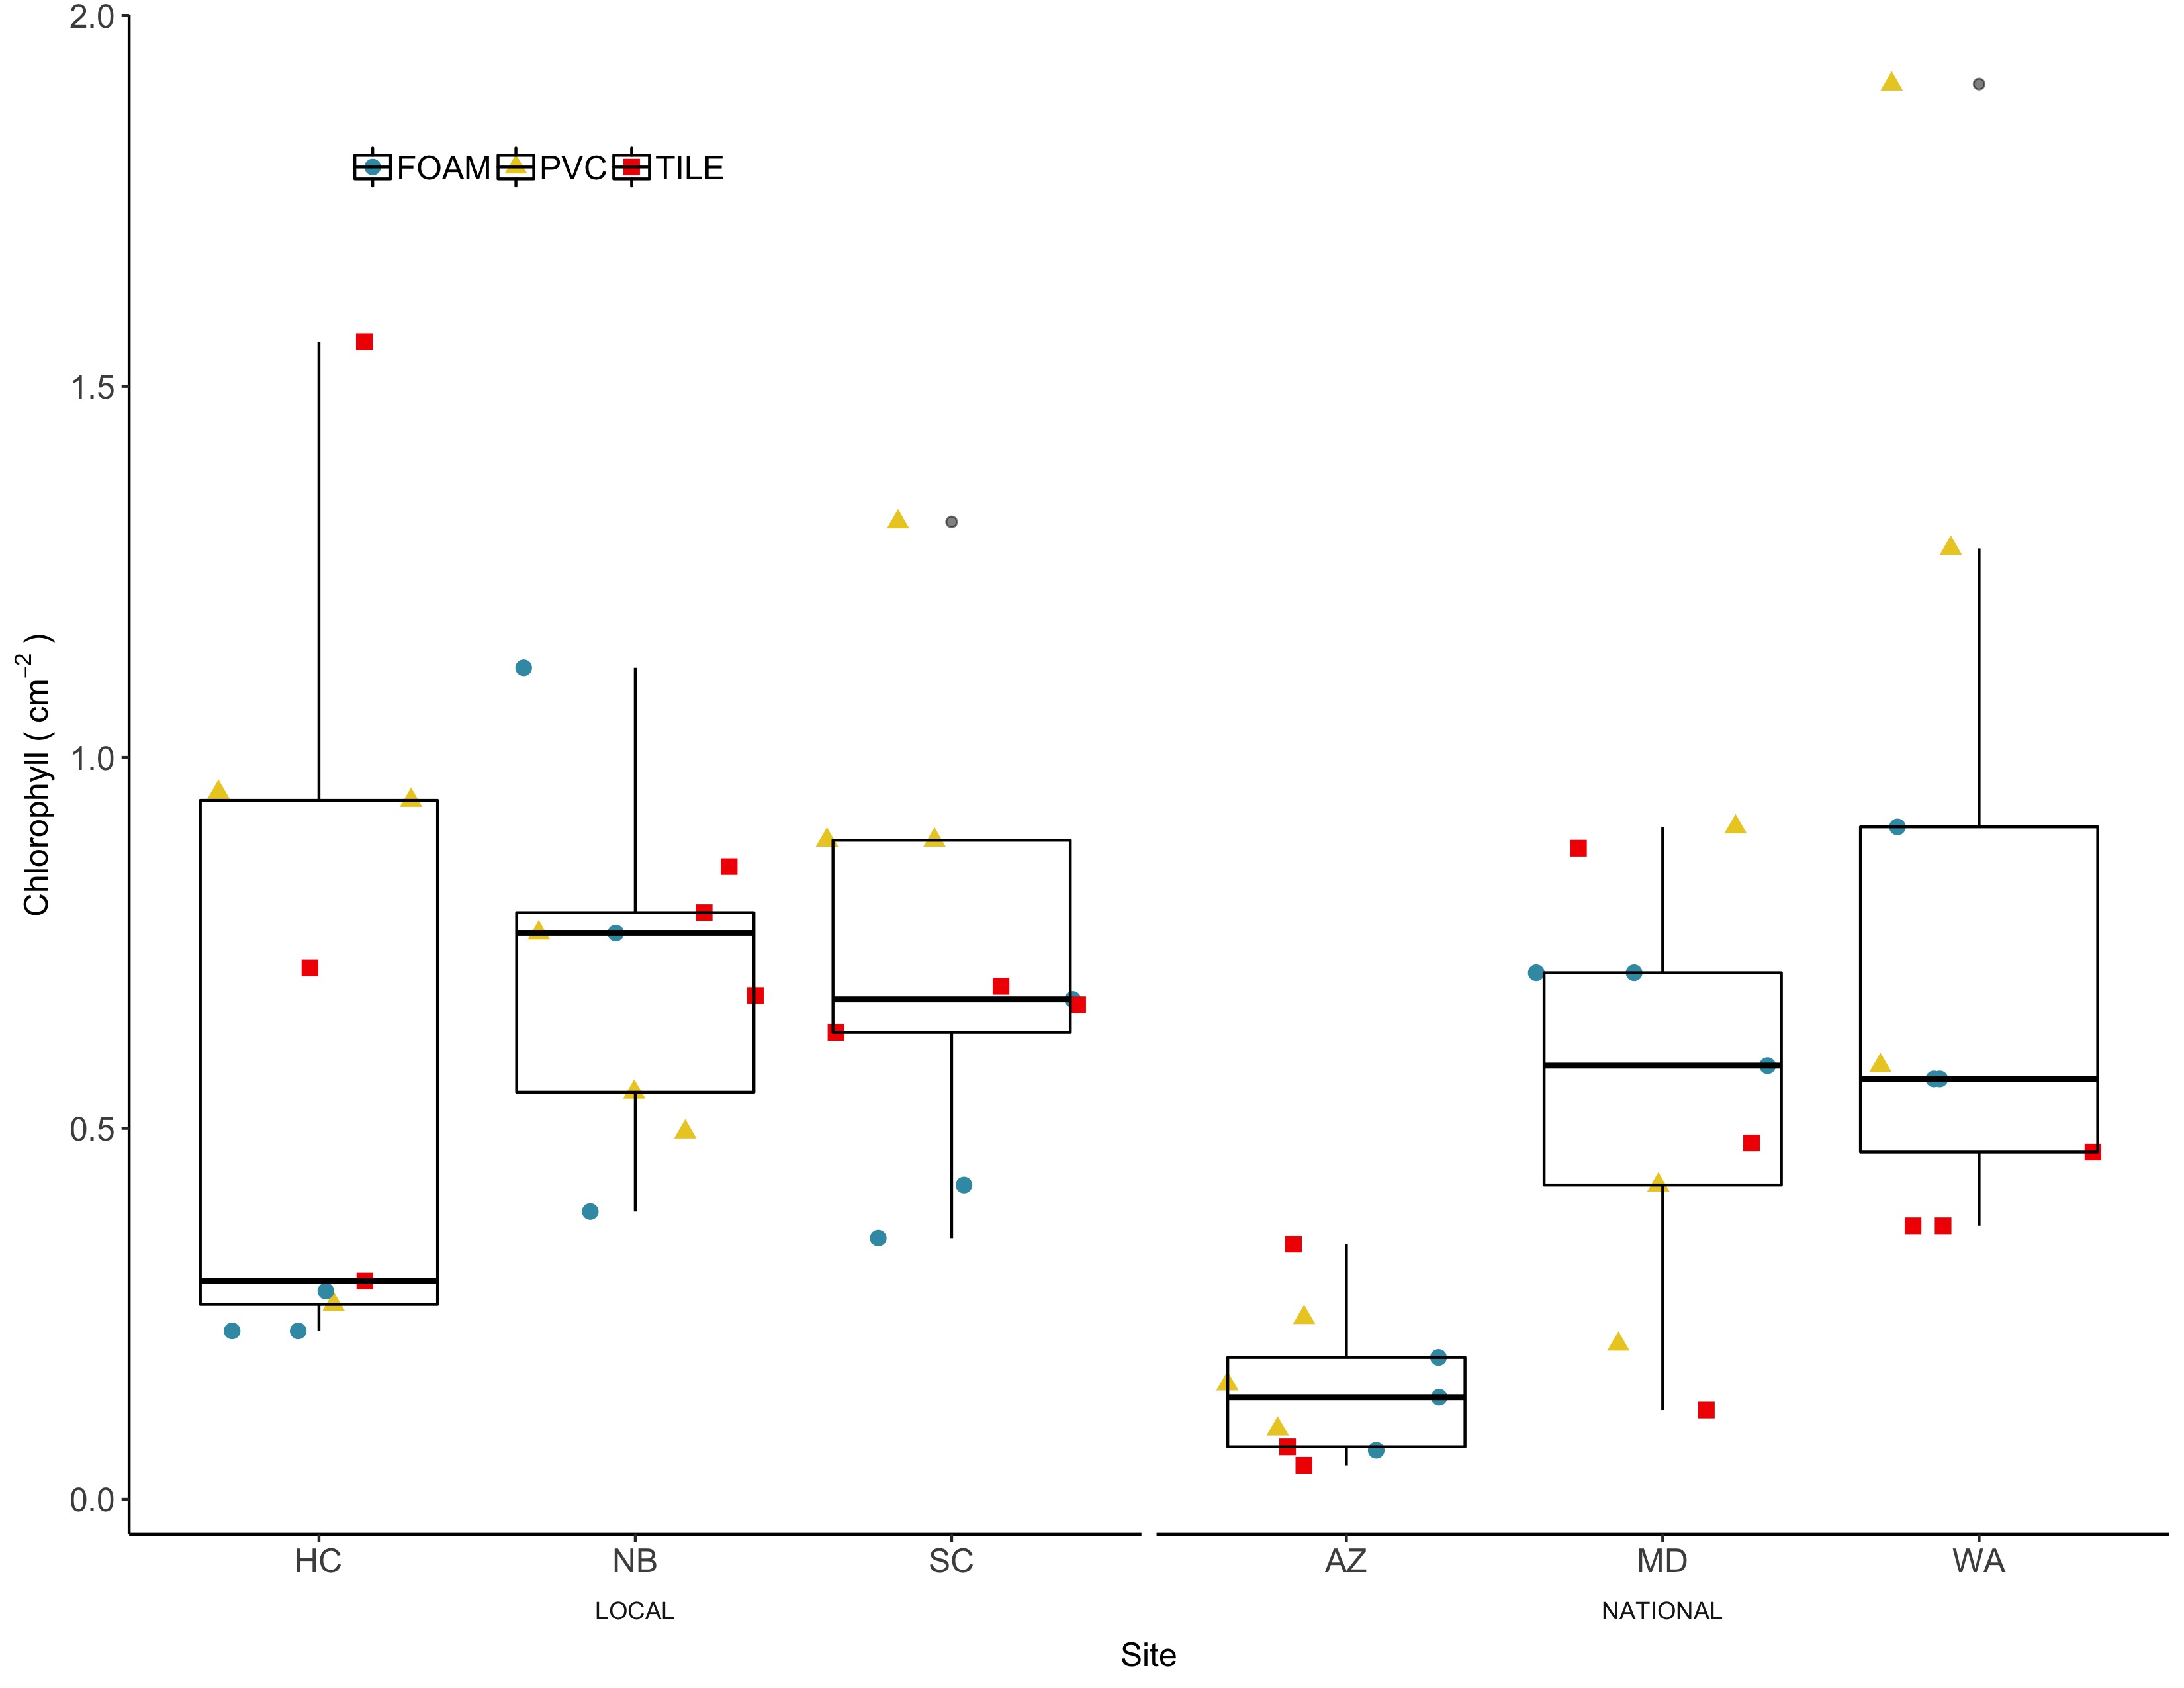 2.0
1.5
1.0
0.5
0.0
Chlorophyll ( cm−2 )
FOAM PVC TILE
HC NB SC AZ MD WA
LOCAL NATIONAL
Site